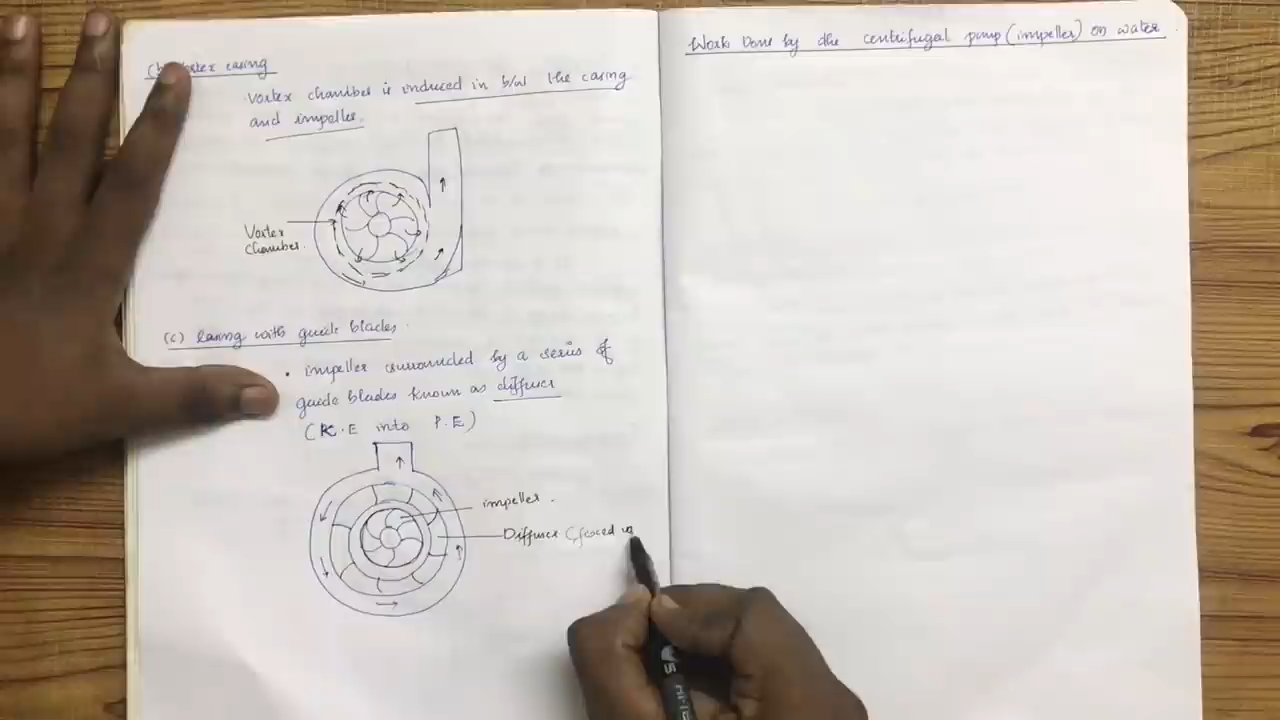 vortex casing
vortex chamber is induced in b/w the casing
and impeller.
Vortex
chamber.
(c) Casing with guide blades.
• impeller surrounded by a series of
guide blades known as diffuser
(K.E into P.E)
impeller.
Diffuser (fixed
Work Done by the centrifugal pump (impeller) on water.